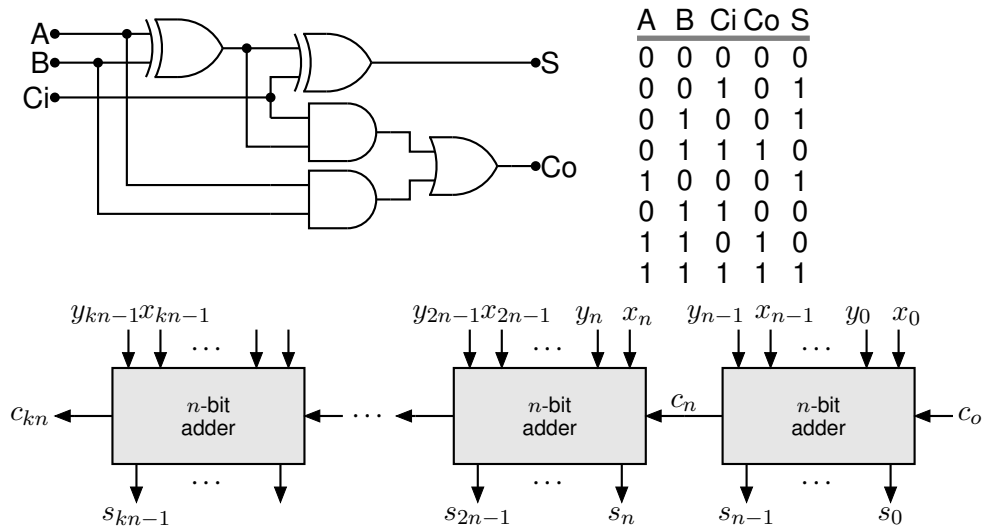 A B Ci Co S
A
B
Ci
S
Co
0 0 0 0 0
0 0 1 0 1
0 1 0 0 1
0 1 1 1 0
1 0 0 0 1
0 1 1 0 0
1 1 0 1 0
1 1 1 1 1
y_{kn−1} x_{kn−1} ⋯ y_{2n−1} x_{2n−1} ⋯ y_n x_n y_{n−1} x_{n−1} ⋯ y_0 x_0
c_{kn} n-bit adder ⋯ n-bit adder c_n n-bit adder c_o
s_{kn−1} ⋯ s_{2n−1} ⋯ s_n s_{n−1} ⋯ s_0